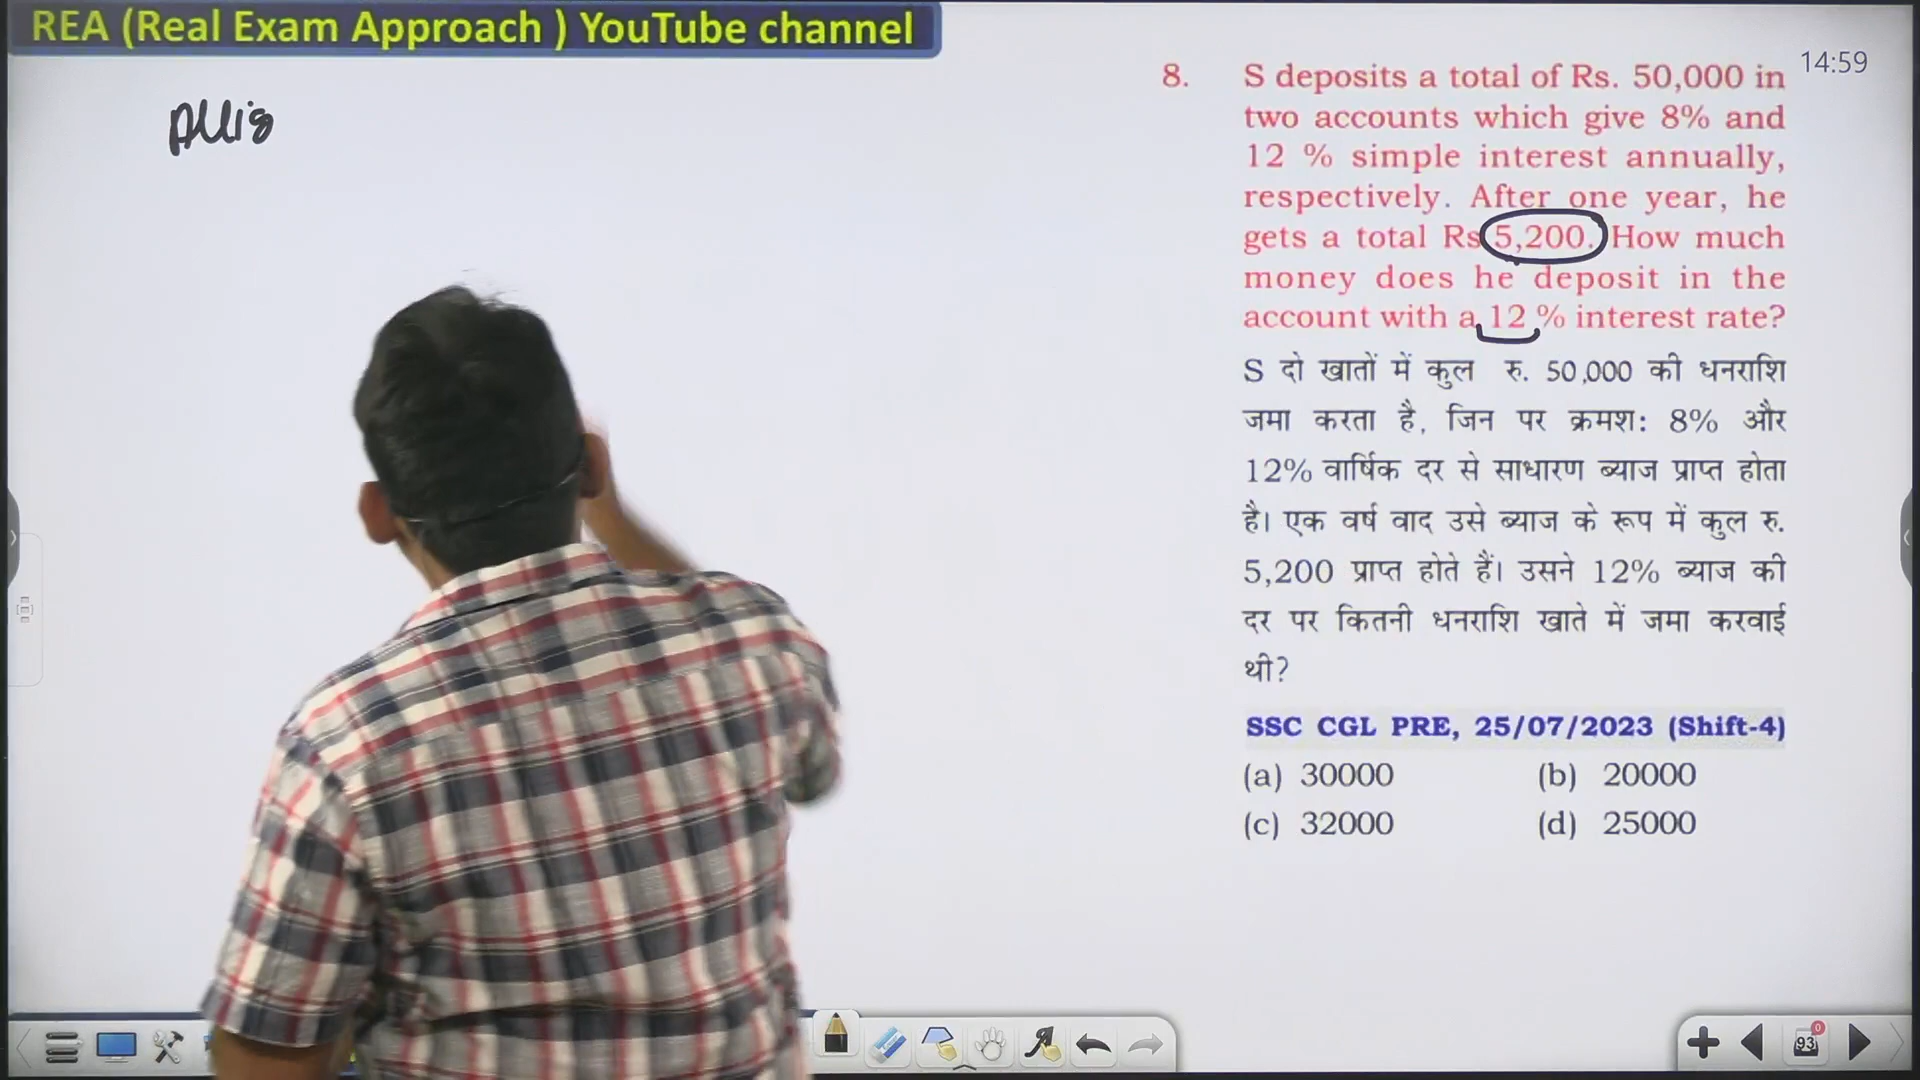 REA (Real Exam Approach ) YouTube channel
14:59
8. S deposits a total of Rs. 50,000 in
two accounts which give 8% and
12 % simple interest annually,
respectively. After one year, he
gets a total Rs 5,200. How much
money does he deposit in the
account with a 12 % interest rate?
S दो खातों में कुल रु. 50,000 की धनराशि
जमा करता है, जिन पर क्रमश: 8% और
12% वार्षिक दर से साधारण ब्याज प्राप्त होता
है। एक वर्ष वाद उसे ब्याज के रूप में कुल रु.
5,200 प्राप्त होते हैं। उसने 12% ब्याज की
दर पर कितनी धनराशि खाते में जमा करवाई
थी?
SSC CGL PRE, 25/07/2023 (Shift-4)
(a) 30000 (b) 20000
(c) 32000 (d) 25000
93
0